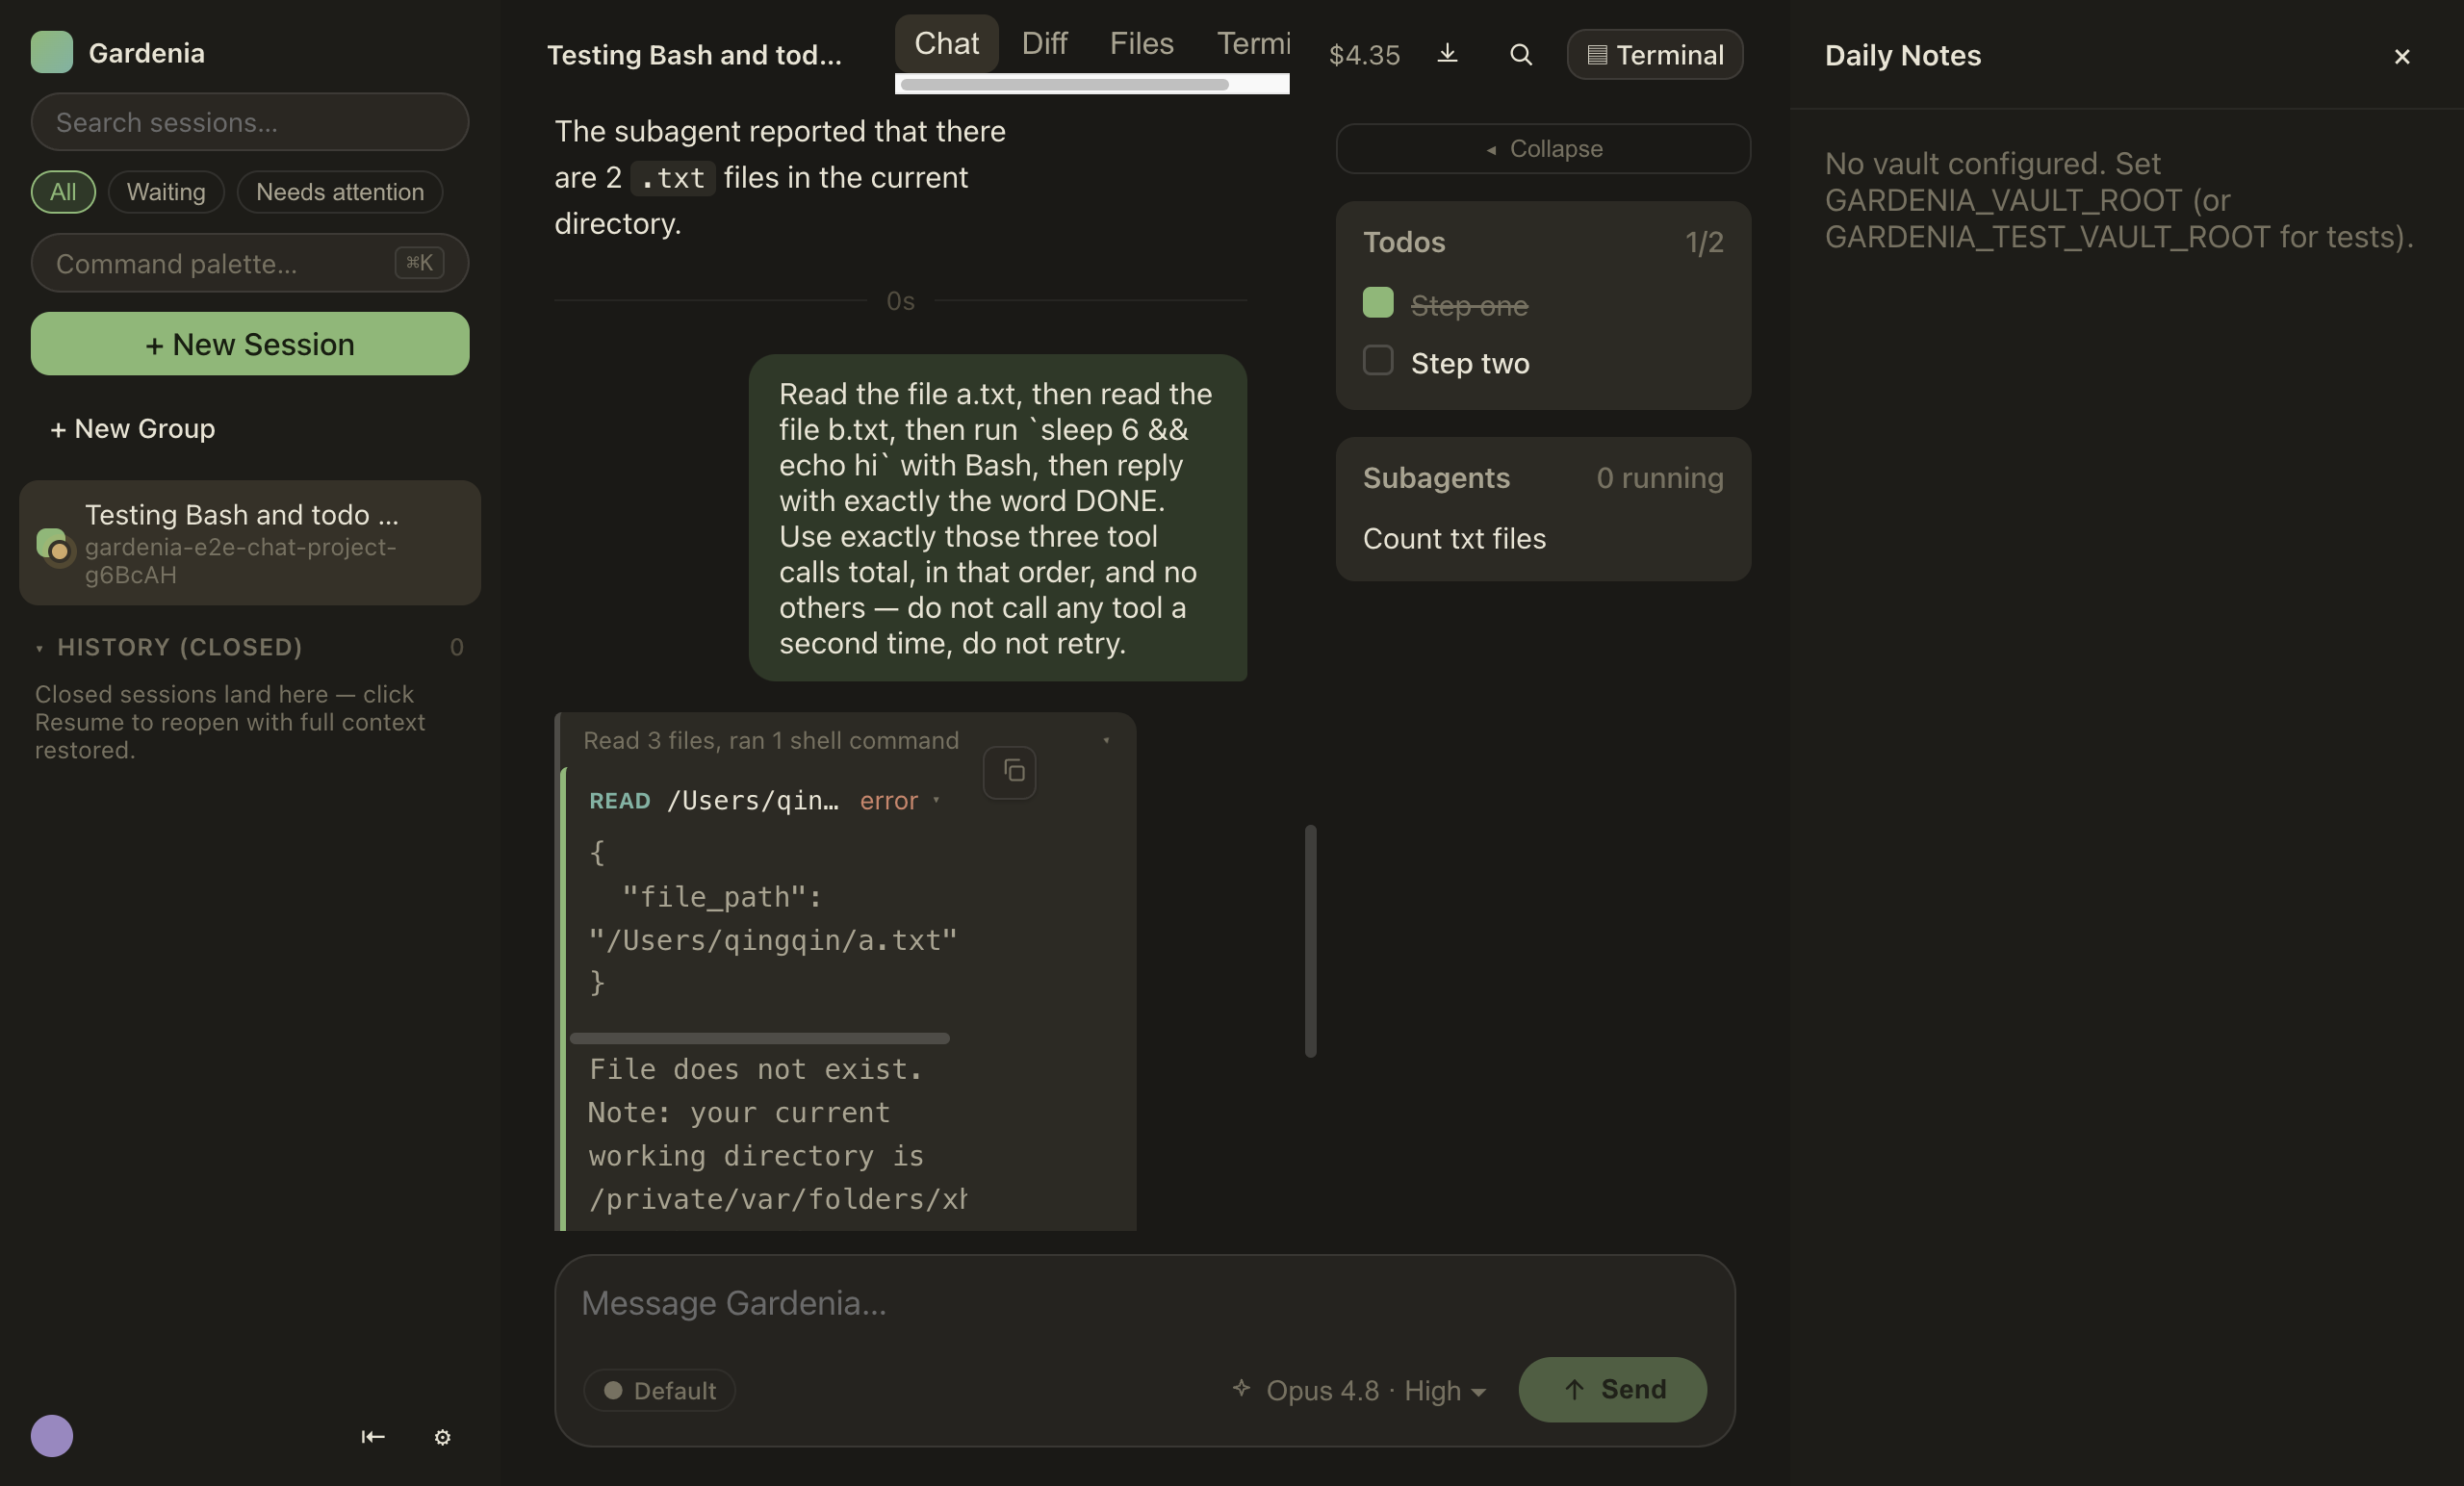 Gardenia
Search sessions...
All
Waiting
Needs attention
Command palette...
⌘K
+ New Session
+ New Group
Testing Bash and todo ...
gardenia-e2e-chat-project-
g6BcAH
HISTORY (CLOSED)
0
Closed sessions land here — click
Resume to reopen with full context
restored.
Testing Bash and tod...
Chat
Diff
Files
Termi
$4.35
Terminal
The subagent reported that there
are 2 .txt files in the current
directory.
0s
Read the file a.txt, then read the
file b.txt, then run `sleep 6 &&
echo hi` with Bash, then reply
with exactly the word DONE.
Use exactly those three tool
calls total, in that order, and no
others — do not call any tool a
second time, do not retry.
Read 3 files, ran 1 shell command
READ /Users/qin… error
{
"file_path":
"/Users/qingqin/a.txt"
}
File does not exist.
Note: your current
working directory is
/private/var/folders/xh
Message Gardenia...
Default
Opus 4.8 · High
Send
Collapse
Todos
1/2
Step one
Step two
Subagents
0 running
Count txt files
Daily Notes
No vault configured. Set
GARDENIA_VAULT_ROOT (or
GARDENIA_TEST_VAULT_ROOT for tests).